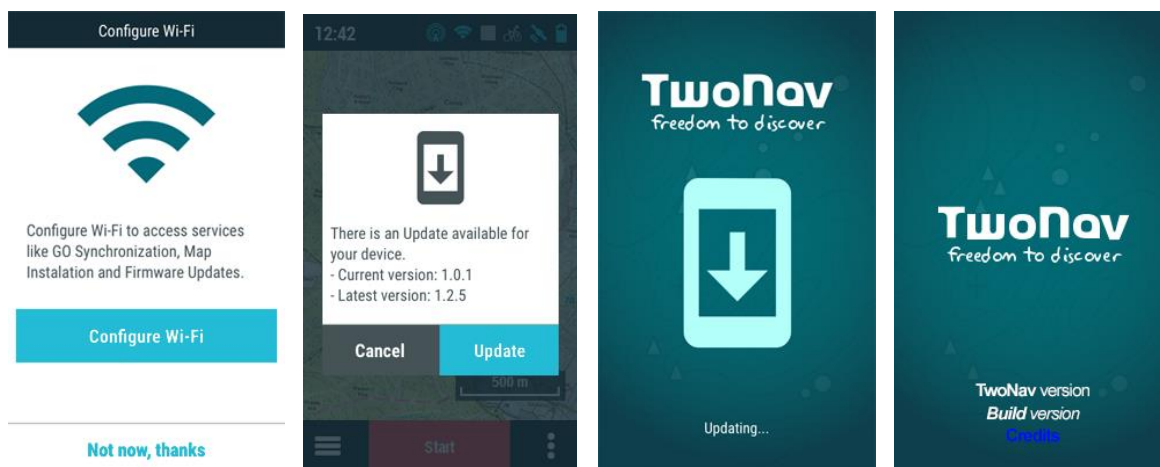 Configure Wi-Fi
Configure Wi-Fi to access services
like GO Synchronization, Map
Instalation and Firmware Updates.
Configure Wi-Fi
Not now, thanks
12:42
There is an Update available for
your device.
- Current version: 1.0.1
- Latest version: 1.2.5
Cancel
Update
500 m
Start
TwoNav
freedom to discover
Updating...
TwoNav
freedom to discover
TwoNav version
Build version
Credits